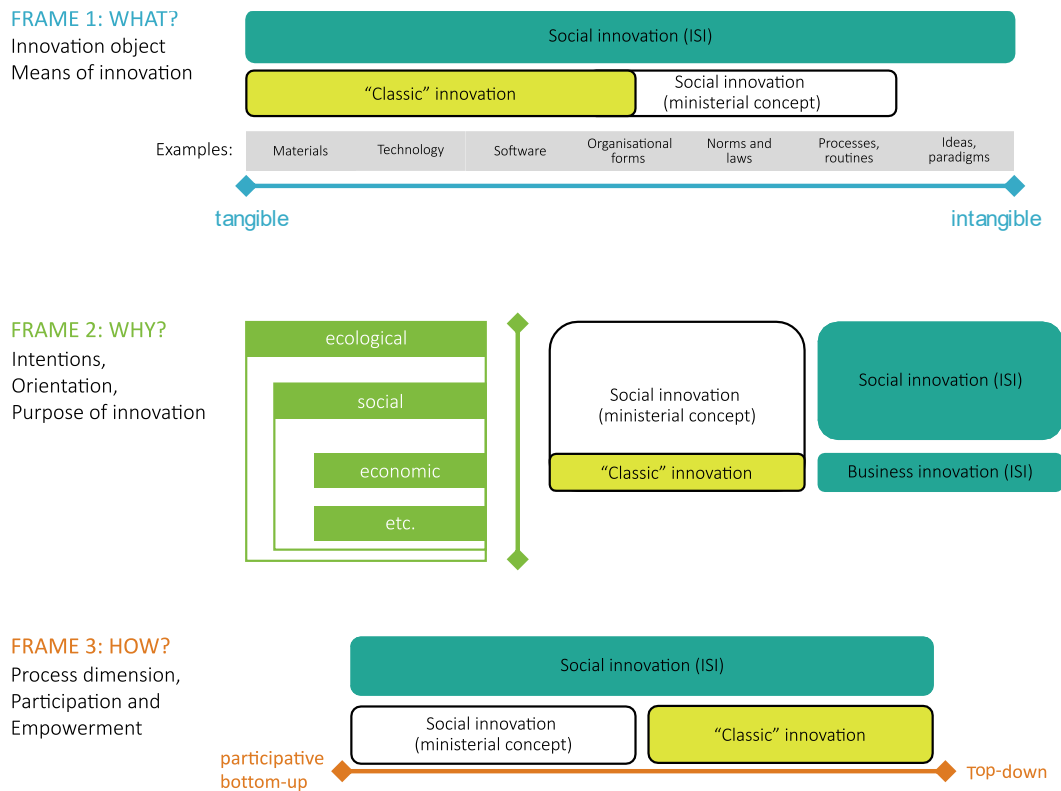 FRAME 1: WHAT?
Innovation object
Means of innovation
Social innovation (ISI)
“Classic” innovation
Social innovation
(ministerial concept)
Examples:
Materials
Technology
Software
Organisational
forms
Norms and
laws
Processes,
routines
Ideas,
paradigms
tangible
intangible
FRAME 2: WHY?
Intentions,
Orientation,
Purpose of innovation
ecological
social
economic
etc.
Social innovation
(ministerial concept)
“Classic” innovation
Social innovation (ISI)
Business innovation (ISI)
FRAME 3: HOW?
Process dimension,
Participation and
Empowerment
Social innovation (ISI)
Social innovation
(ministerial concept)
“Classic” innovation
participative
bottom-up
Top-down